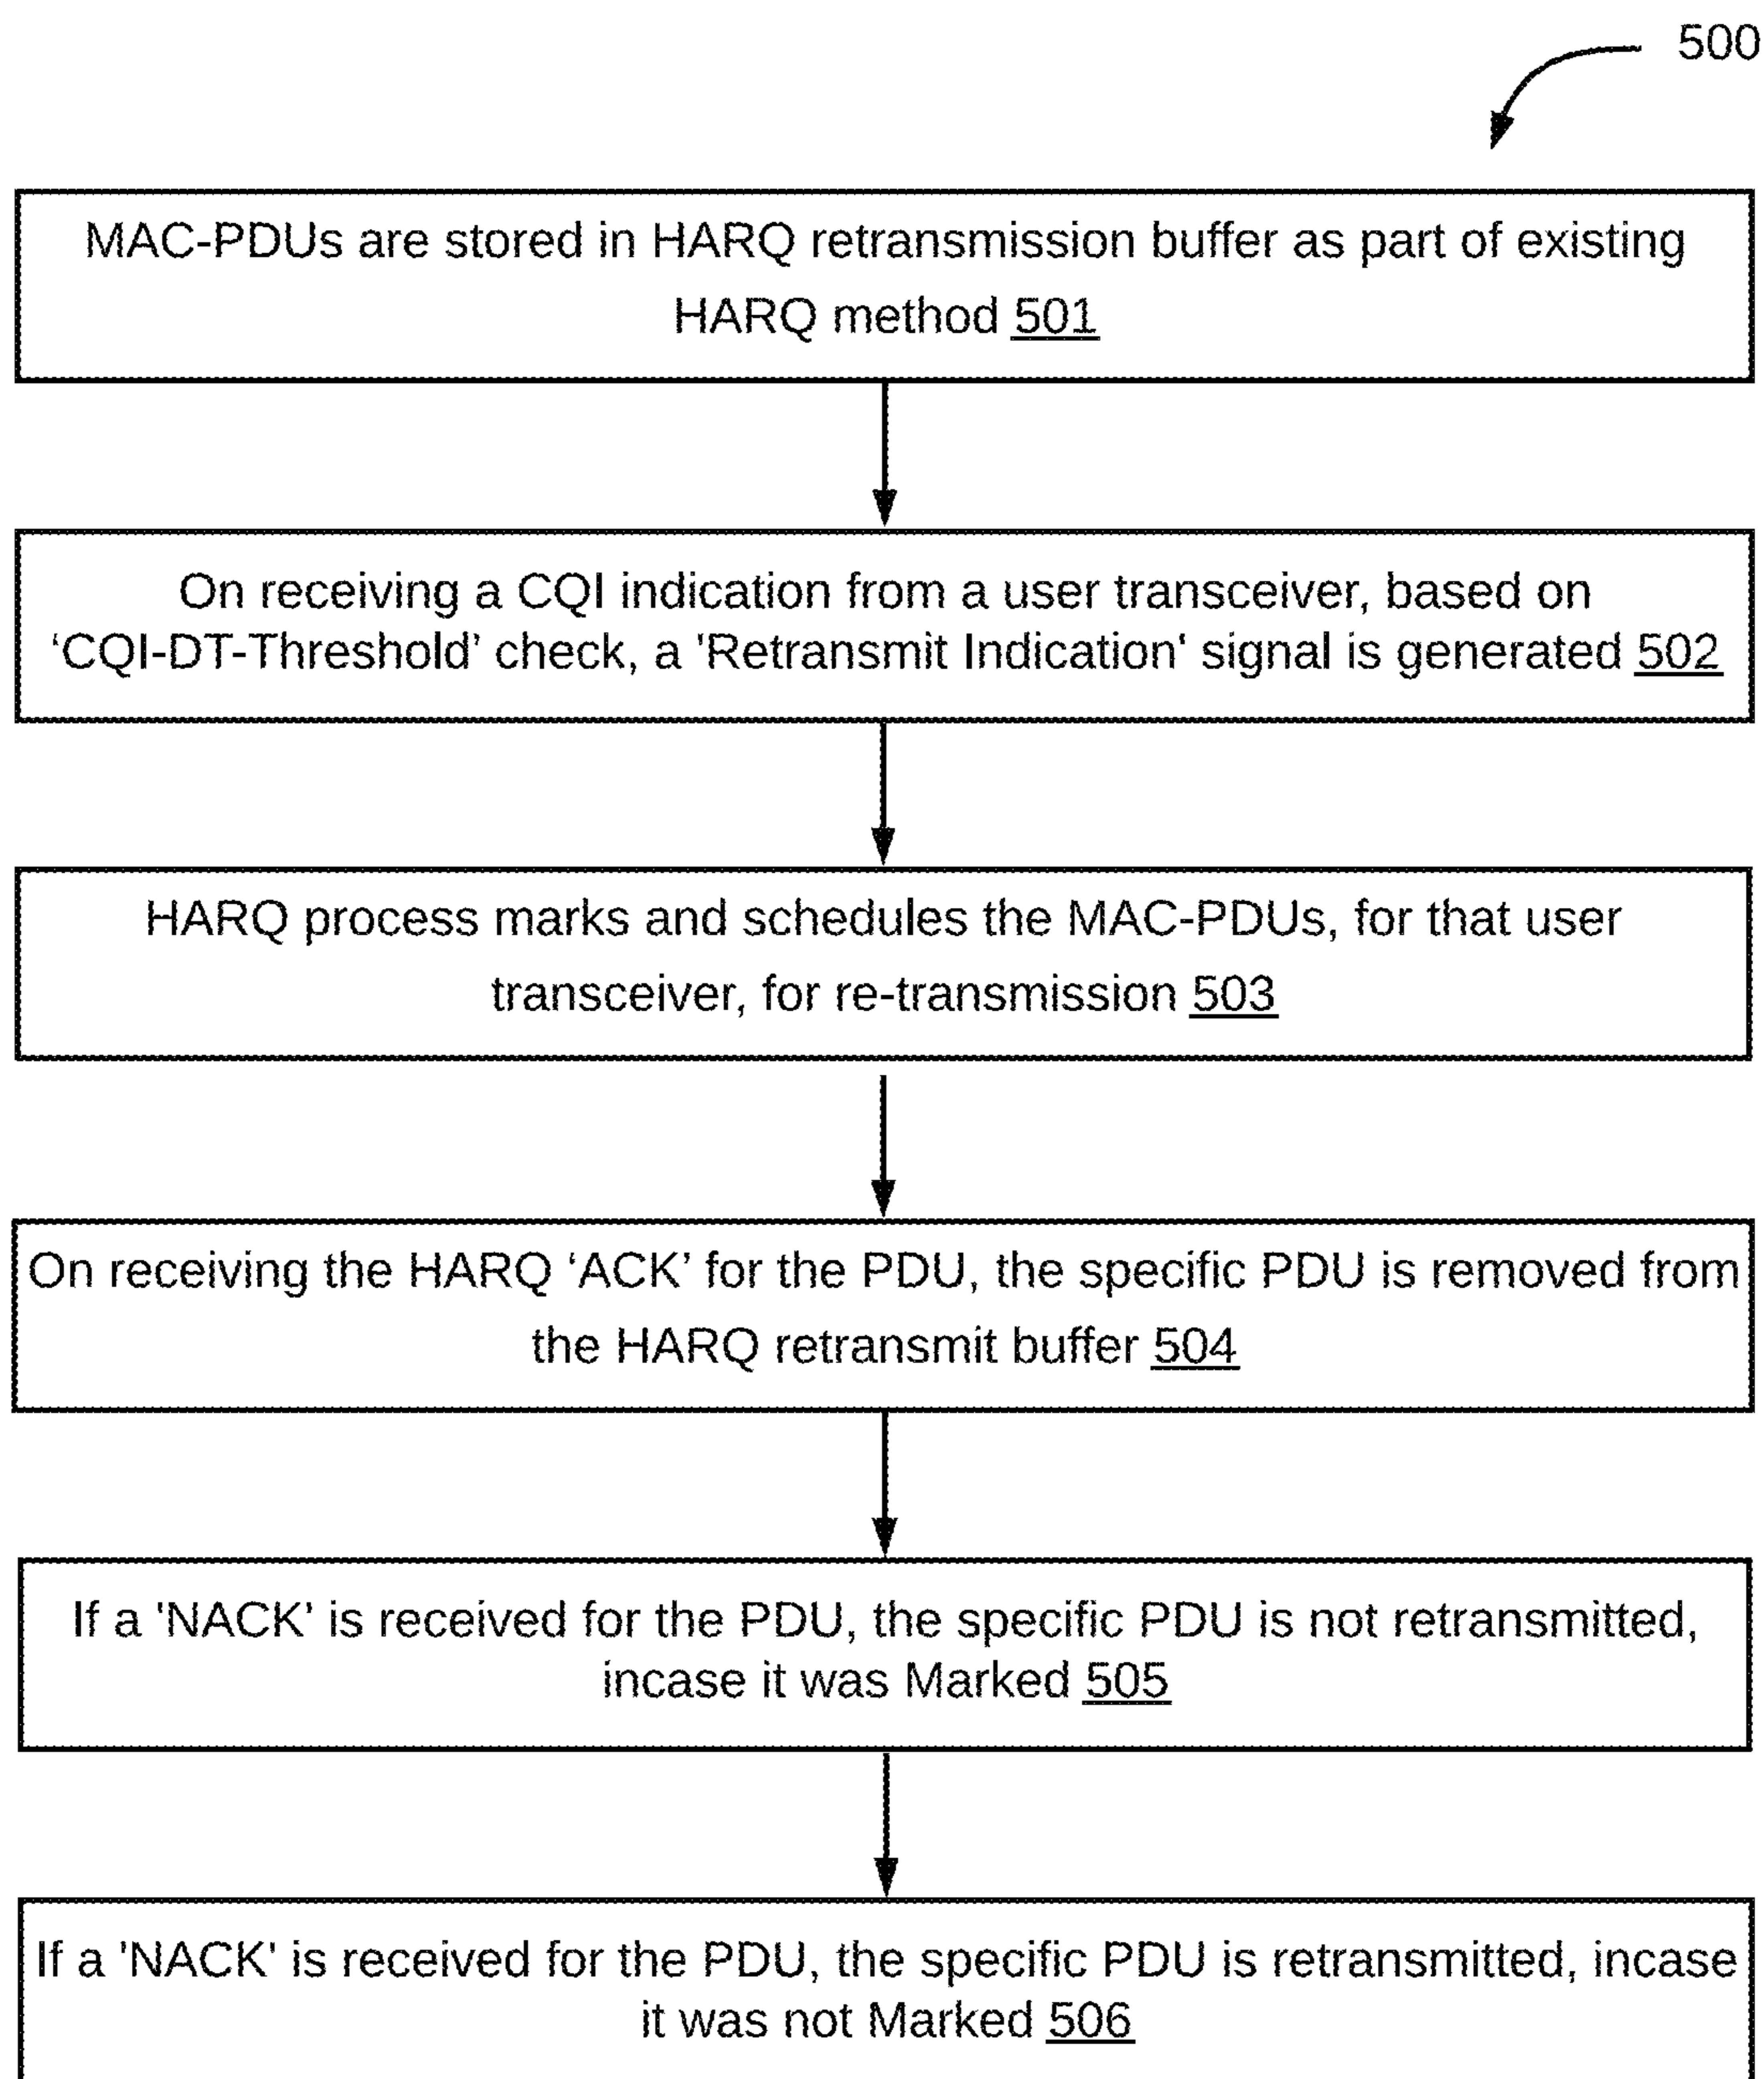 500
MAC-PDUs are stored in HARQ retransmission buffer as part of existing
HARQ method 501
On receiving a CQI indication from a user transceiver, based on
‘CQI-DT-Threshold’ check, a 'Retransmit Indication' signal is generated 502
HARQ process marks and schedules the MAC-PDUs, for that user
transceiver, for re-transmission 503
On receiving the HARQ ‘ACK’ for the PDU, the specific PDU is removed from
the HARQ retransmit buffer 504
If a 'NACK’ is received for the PDU, the specific PDU is not retransmitted,
incase it was Marked 505
If a 'NACK' is received for the PDU, the specific PDU is retransmitted, incase
it was not Marked 506